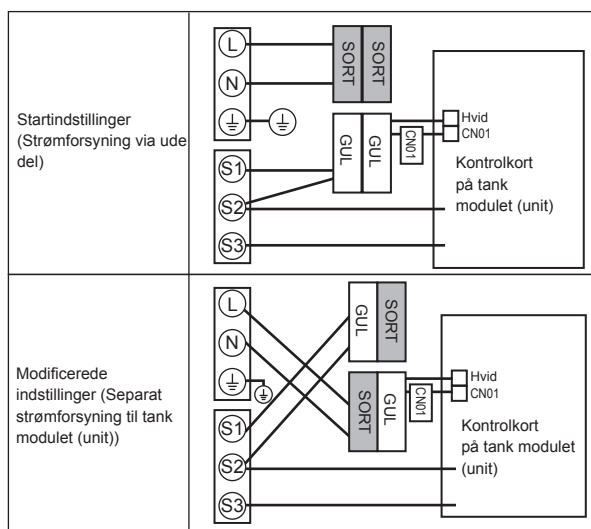 Startindstillinger
(Strømforsyning via ude
del)
L
N
S1
S2
S3
SORT
SORT
GUL
GUL
CN01
Hvid
CN01
Kontrolkort
på tank
modulet (unit)
Modificerede
indstillinger (Separat
strømforsyning til tank
modulet (unit))
L
N
S1
S2
S3
GUL
SORT
SORT
GUL
CN01
Hvid
CN01
Kontrolkort
på tank modulet
(unit)